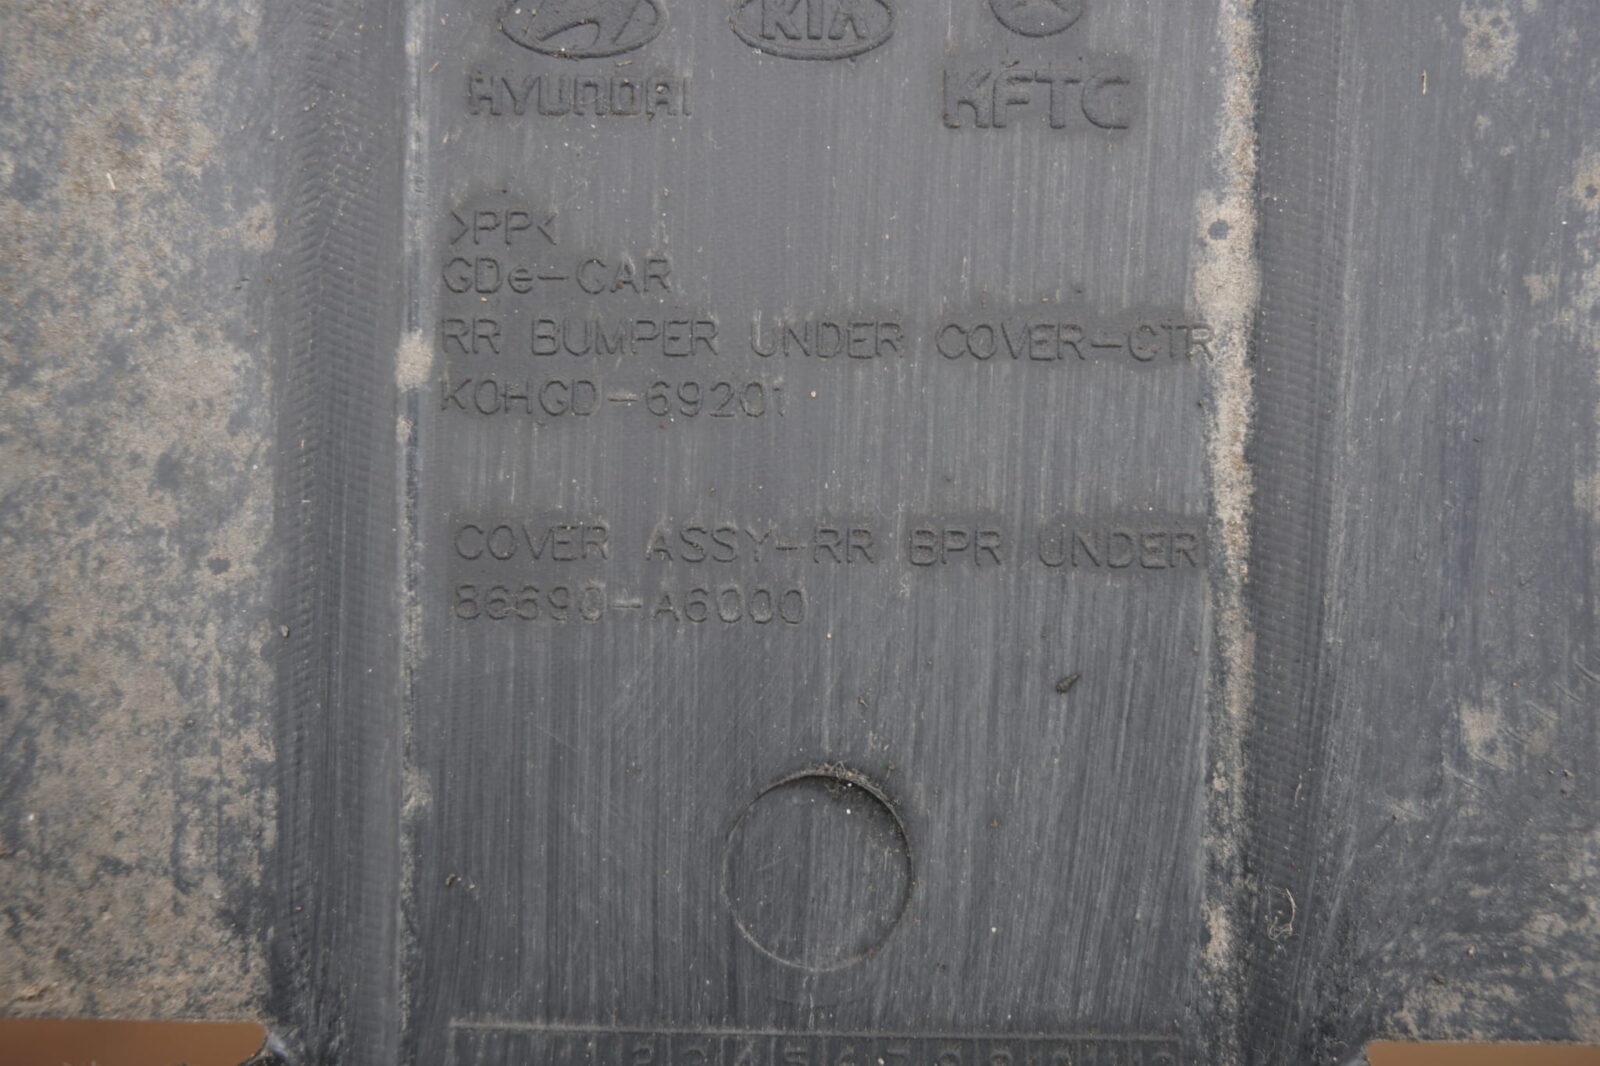 KIA
HYUNDAI KFTC
>PP<
GDe-CAR
RR BUMPER UNDER COVER-CTR
K0HGD-69201
COVER ASSY-RR BPR UNDER
86690-A6000